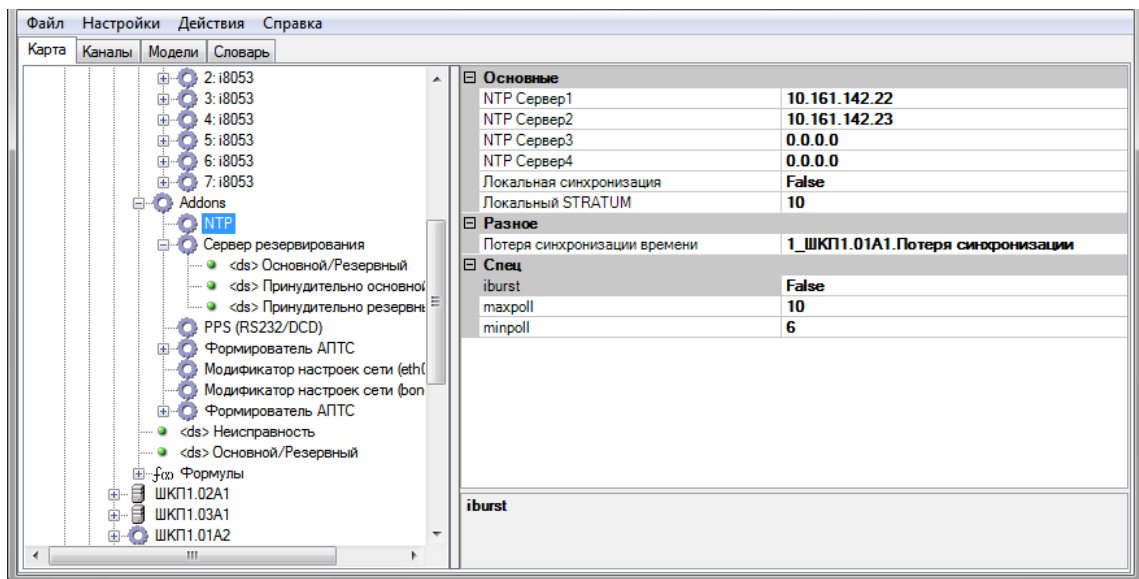 Файл Настройки Действия Справка
Карта Каналы Модели Словарь
2: i8053
3: i8053
4: i8053
5: i8053
6: i8053
7: i8053
Addons
NTP
Сервер резервирования
<ds> Основной/Резервный
<ds> Принудительно основной
<ds> Принудительно
PPS (RS232/DCD)
Формирователь АПТС
Модификатор настроек сети (eth0
Модификатор настроек сети (bon
Формирователь АПТС
<ds> Неисправность
<ds> Основной/Резервный
f(x) Формулы
ШКП1.02А1
ШКП1.03А1
ШКП1.01А2
Основные
NTP Сервер1 10.161.142.22
NTP Сервер2 10.161.142.23
NTP Сервер3 0.0.0.0
NTP Сервер4 0.0.0.0
Локальная синхронизация False
Локальный STRATUM 10
Разное
Потеря синхронизации времени 1_ШКП1.01А1.Потеря синхронизации
Спец
iburst False
maxpoll 10
minpoll 6
iburst